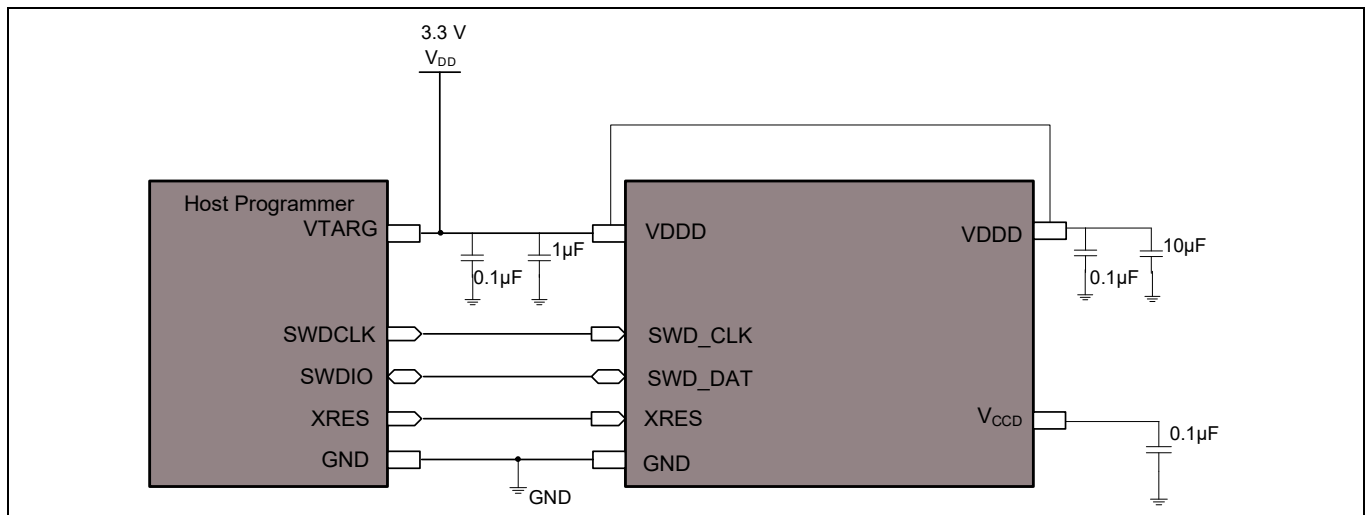 3.3 V
VDD
Host Programmer
VTARG
0.1µF
1µF
VDDD
VDDD
0.1µF
10µF
SWDCLK
SWD_CLK
SWDIO
SWD_DAT
XRES
XRES
VCCD
0.1µF
GND
GND
GND